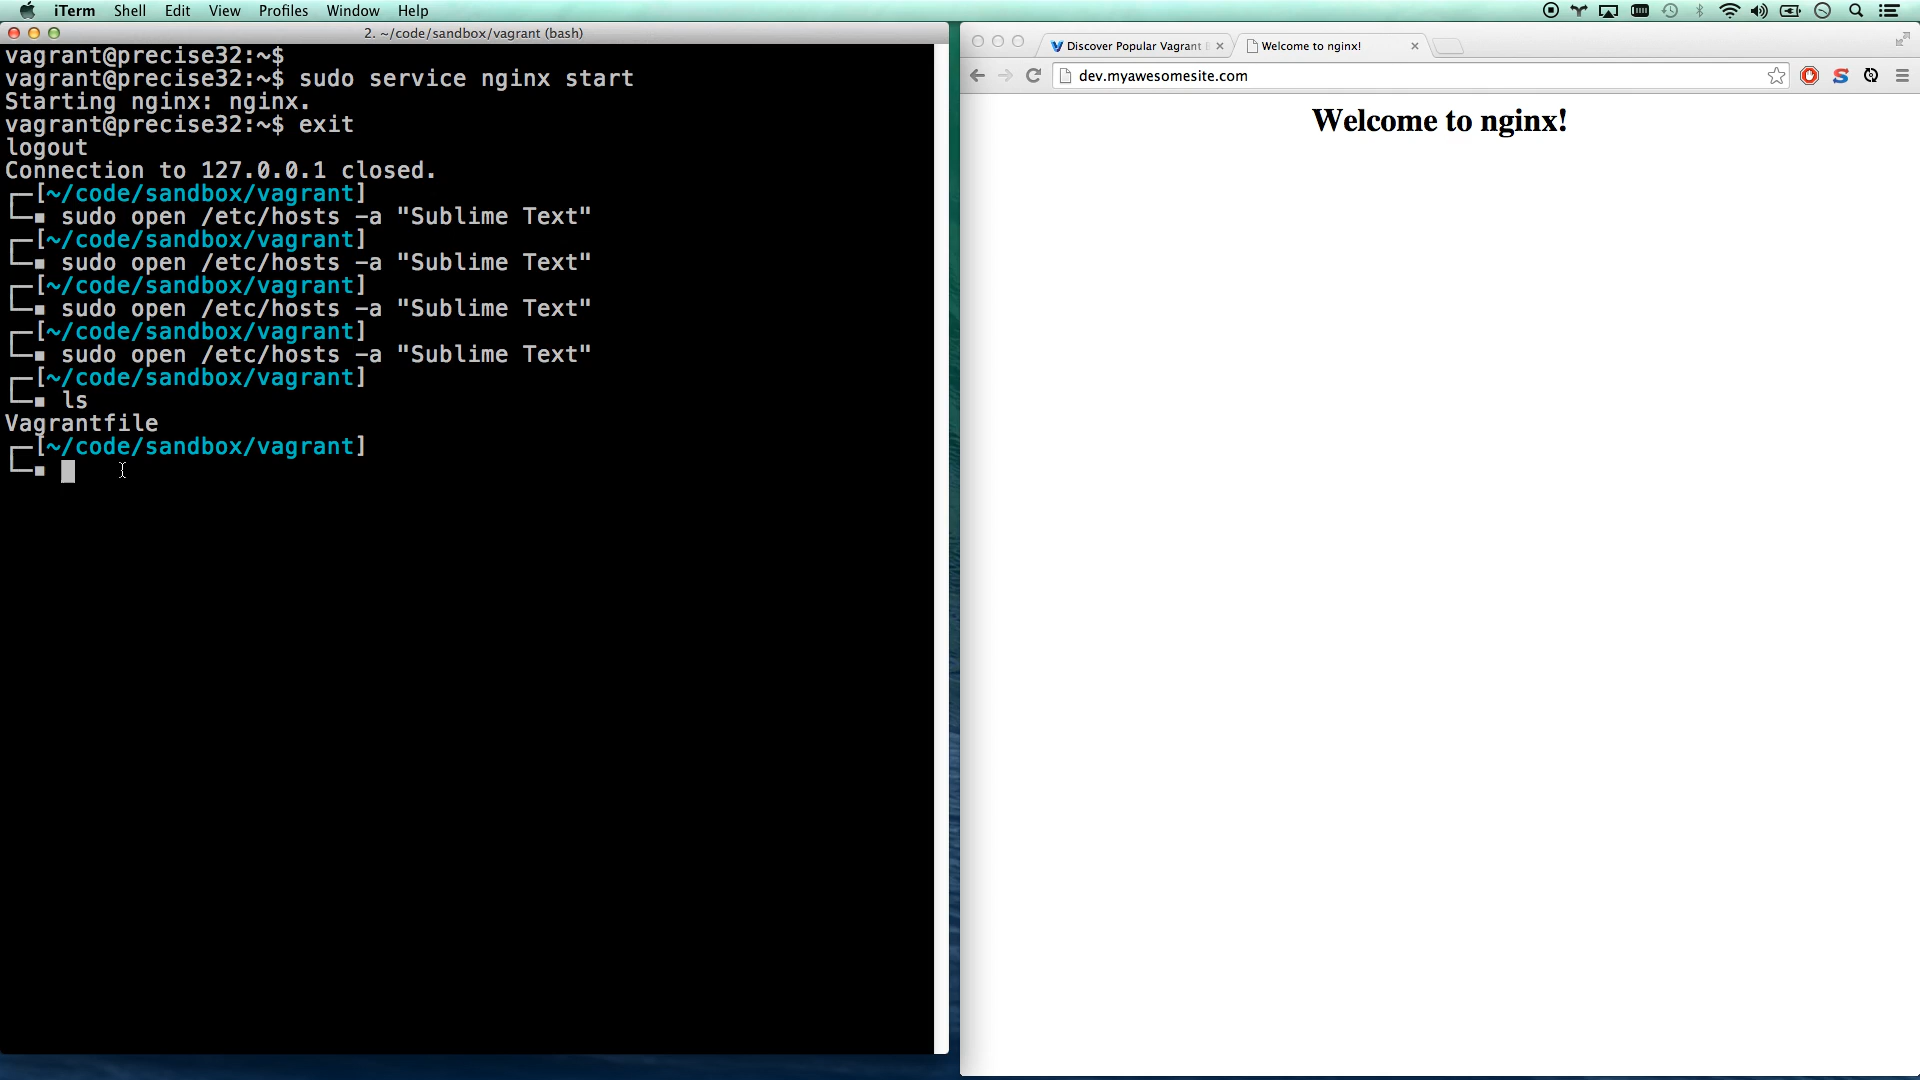 iTerm Shell Edit View Profiles Window Help
2. ~/code/sandbox/vagrant (bash)
vagrant@precise32:~$
vagrant@precise32:~$ sudo service nginx start
Starting nginx: nginx.
vagrant@precise32:~$ exit
logout
Connection to 127.0.0.1 closed.
[~/code/sandbox/vagrant]
sudo open /etc/hosts -a "Sublime Text"
[~/code/sandbox/vagrant]
sudo open /etc/hosts -a "Sublime Text"
[~/code/sandbox/vagrant]
sudo open /etc/hosts -a "Sublime Text"
[~/code/sandbox/vagrant]
sudo open /etc/hosts -a "Sublime Text"
[~/code/sandbox/vagrant]
ls
Vagrantfile
[~/code/sandbox/vagrant]
Discover Popular Vagrant
Welcome to nginx!
dev.myawesomesite.com
Welcome to nginx!